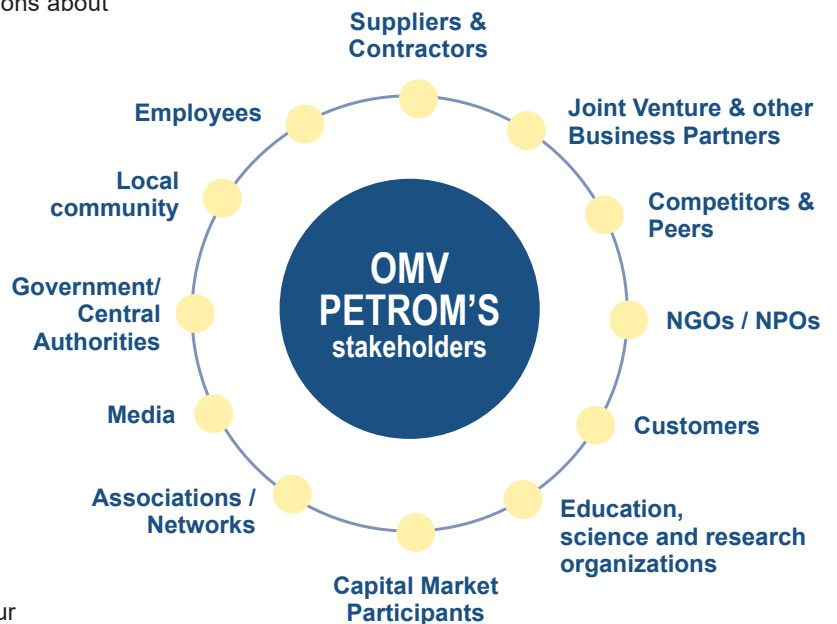 ons about
Suppliers &
Contractors
Employees
Joint Venture & other
Business Partners
Local
community
Competitors &
Peers
Government/
Central
Authorities
OMV
PETROM'S
stakeholders
NGOs / NPOs
Media
Customers
Associations /
Networks
Education,
science and research
organizations
Capital Market
Participants
ur